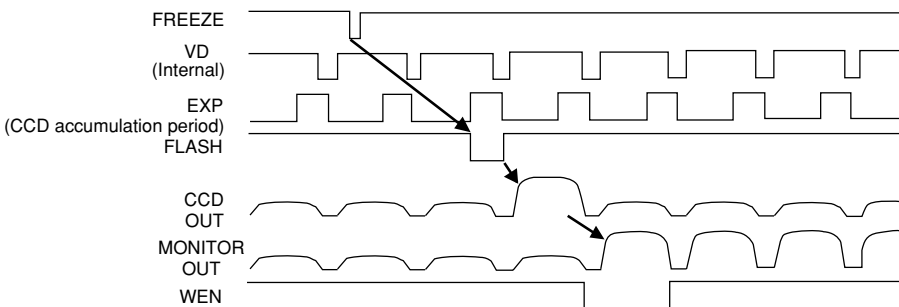 FREEZE
VD
(Internal)
EXP
(CCD accumulation period)
FLASH
CCD
OUT
MONITOR
OUT
WEN